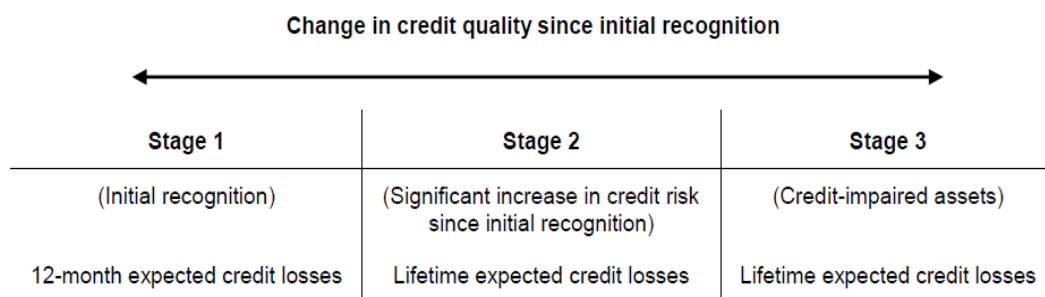 Change in credit quality since initial recognition
Stage 1
Stage 2
Stage 3
(Initial recognition)
(Significant increase in credit risk
since initial recognition)
(Credit-impaired assets)
12-month expected credit losses
Lifetime expected credit losses
Lifetime expected credit losses